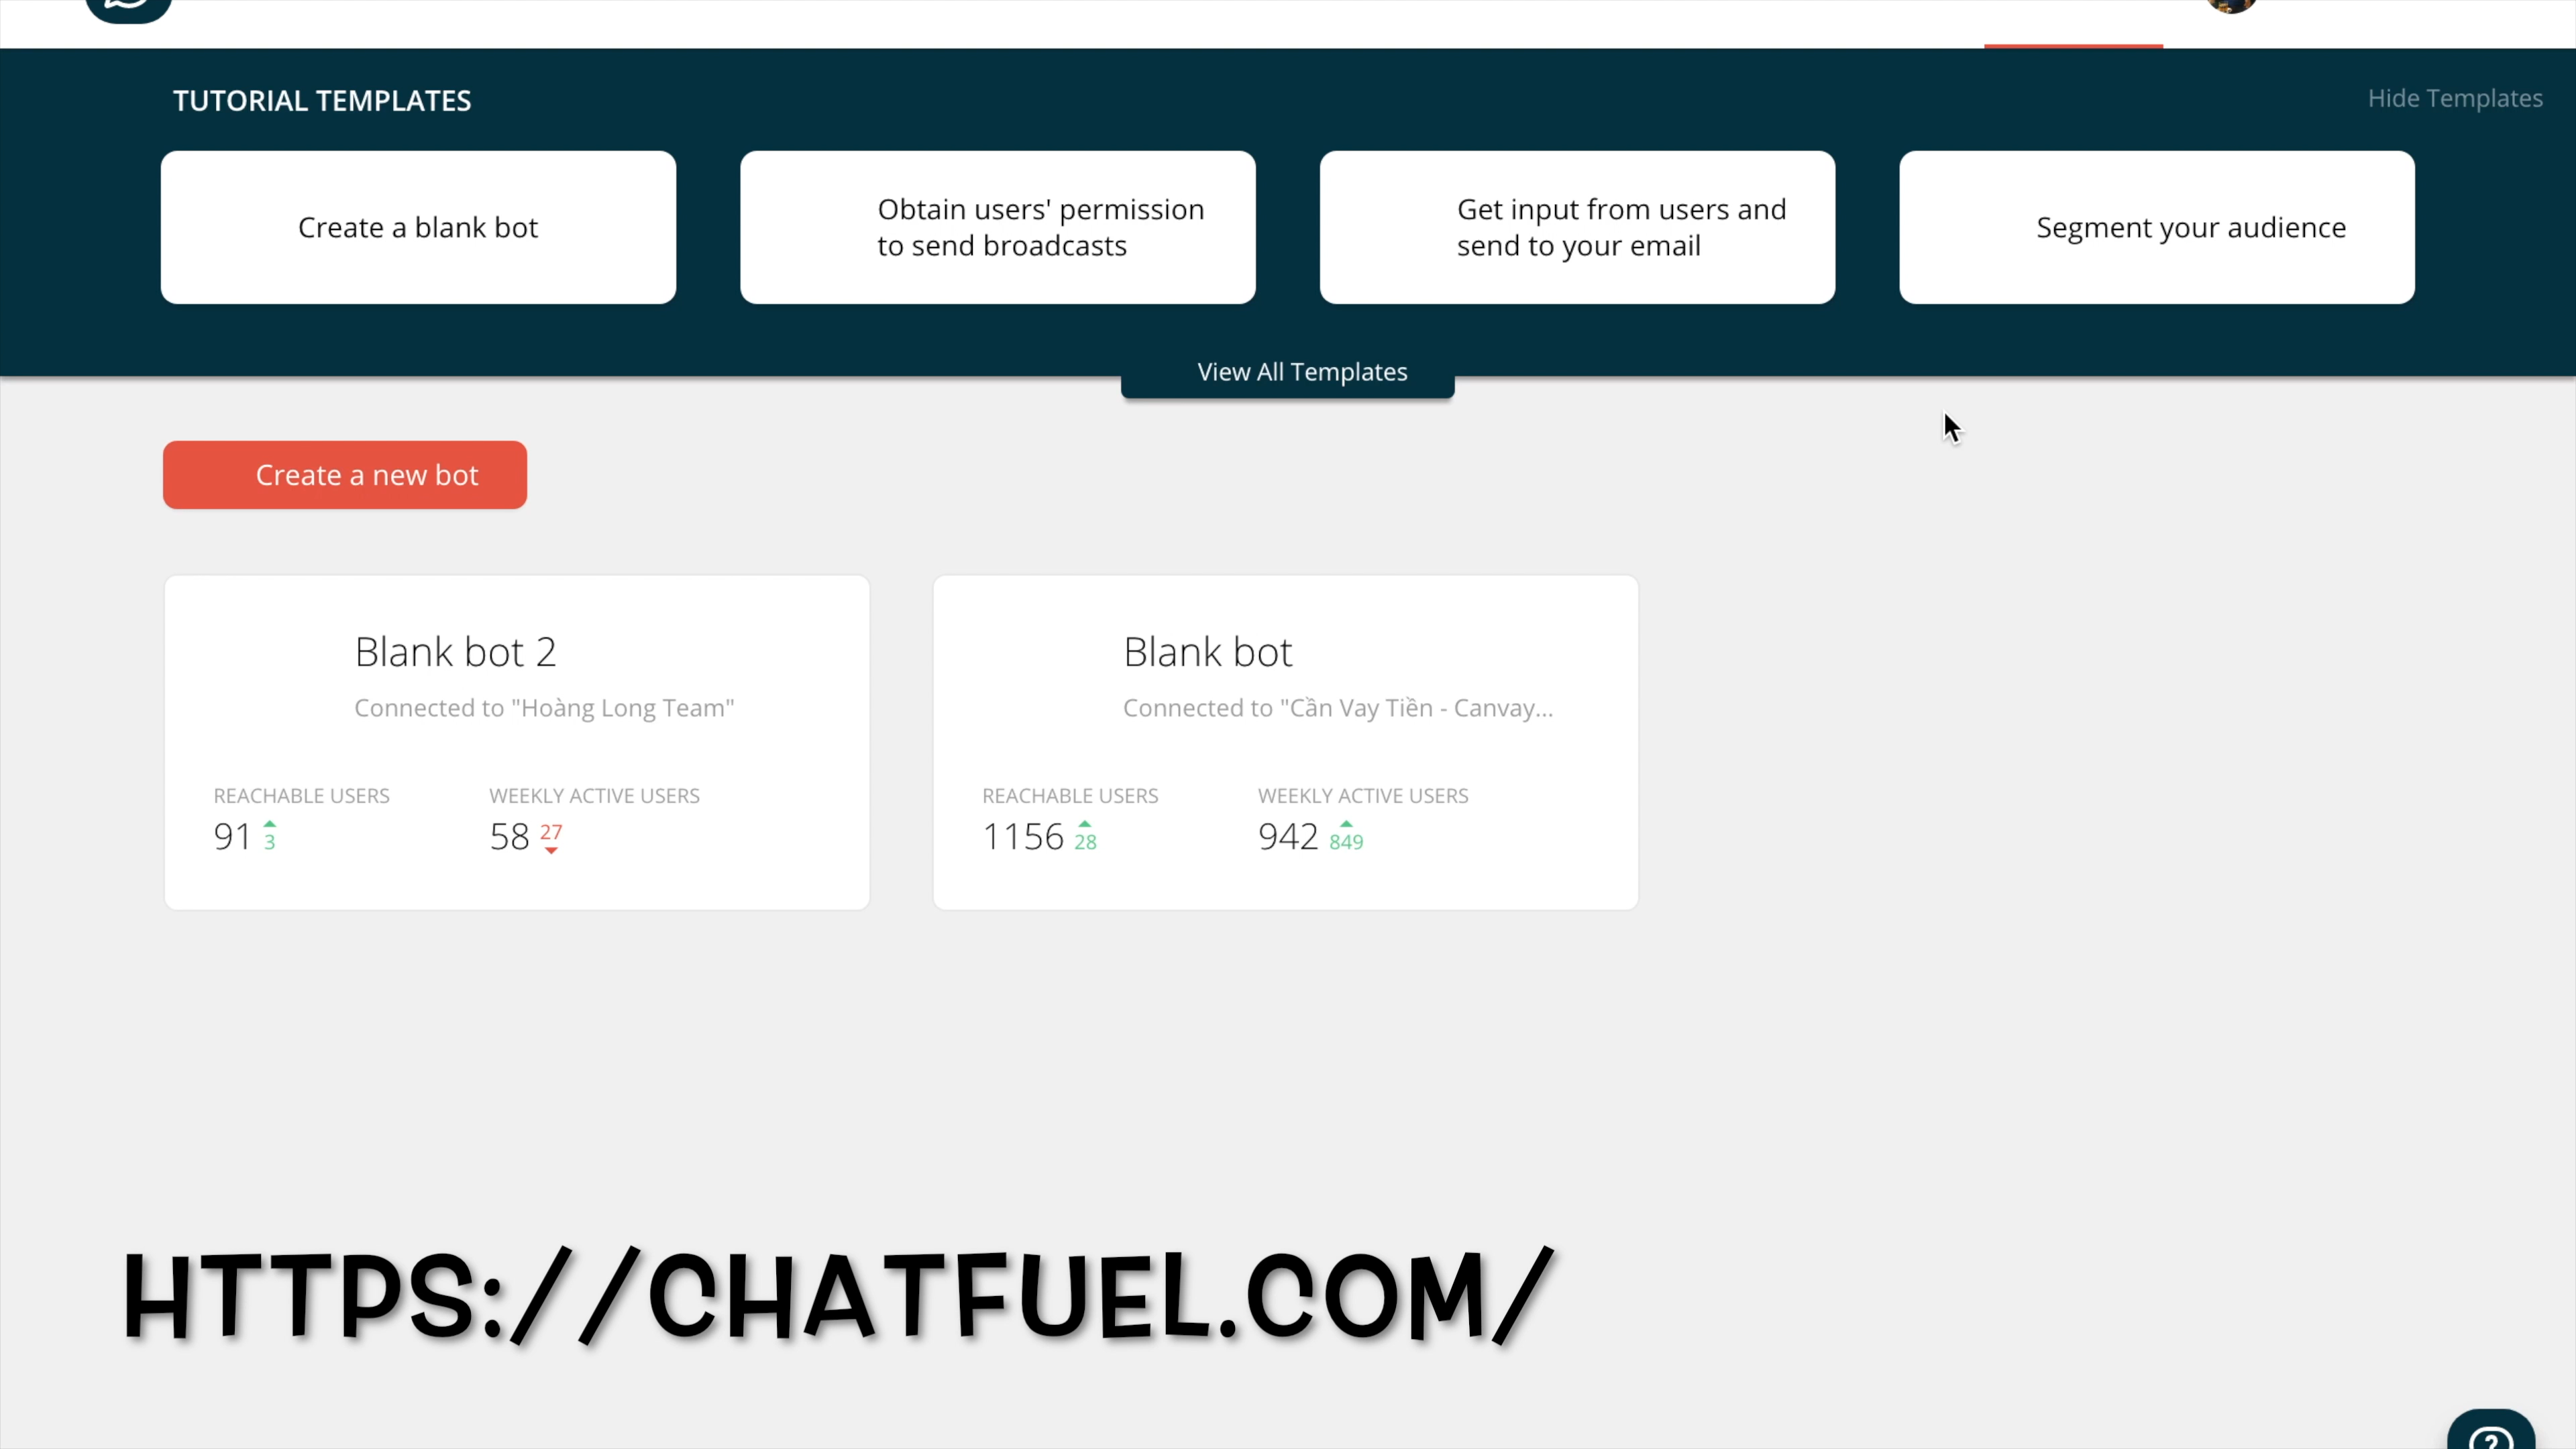 TUTORIAL TEMPLATES
Hide Templates
Create a blank bot
Obtain users' permission
to send broadcasts
Get input from users and
send to your email
Segment your audience
View All Templates
Create a new bot
Blank bot 2
Connected to "Hoàng Long Team"
REACHABLE USERS
91 3
WEEKLY ACTIVE USERS
58 27
Blank bot
Connected to "Cần Vay Tiền - Canvay...
REACHABLE USERS
1156 28
WEEKLY ACTIVE USERS
942 849
HTTPS://CHATFUEL.COM/
?